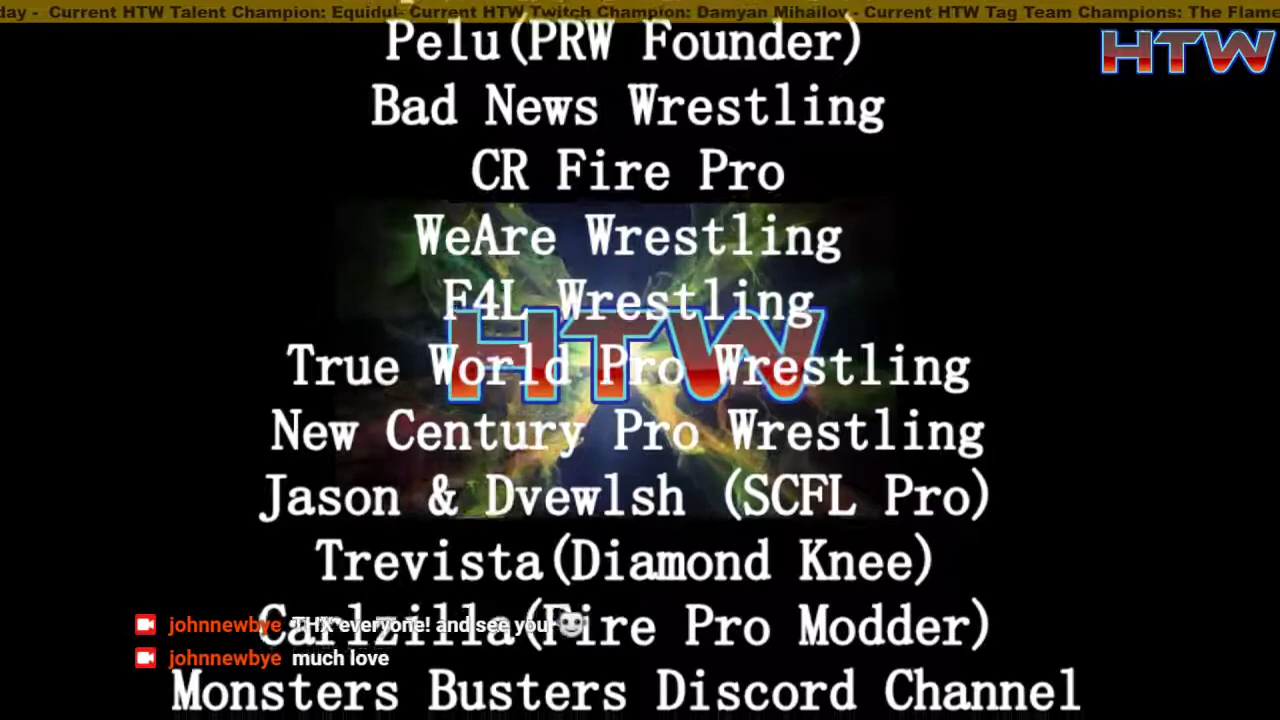 day - Current HTW Talent Champion: Equidub Current HTW Twitch Champion: Damyan Mihailov - Current HTW Tag Team Champions: The Flame
HTW
Pelu(PRW Founder)
Bad News Wrestling
CR Fire Pro
WeAre Wrestling
F4L Wrestling
HTW
True World Pro Wrestling
New Century Pro Wrestling
Jason & Dvewlsh (SCFL Pro)
Trevista(Diamond Knee)
Carlzilla(Fire Pro Modder)
johnnewbye THX everyone! and see you
johnnewbye much love
Monsters Busters Discord Channel